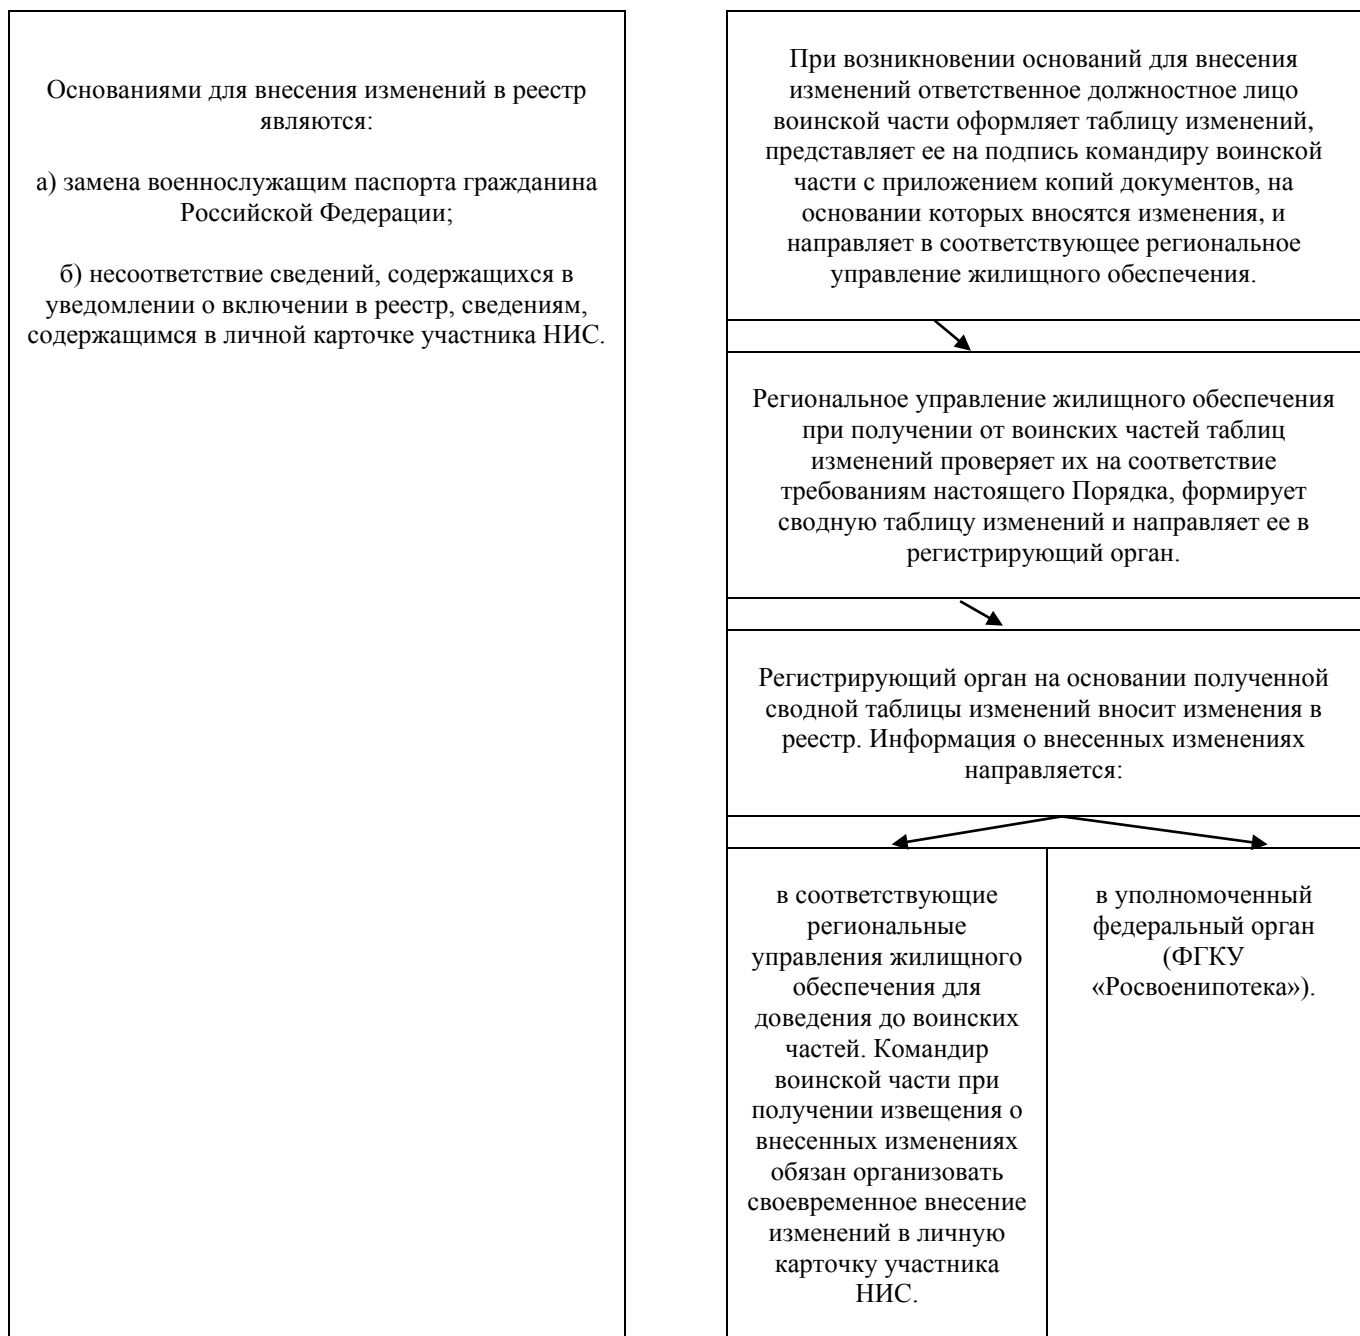 Основаниями для внесения изменений в реестр
являются:
а) замена военнослужащим паспорта гражданина
Российской Федерации;
б) несоответствие сведений, содержащихся в
уведомлении о включении в реестр, сведениям,
содержащимся в личной карточке участника НИС.
При возникновении оснований для внесения
изменений ответственное должностное лицо
воинской части оформляет таблицу изменений,
представляет ее на подпись командиру воинской
части с приложением копий документов, на
основании которых вносятся изменения, и
направляет в соответствующее региональное
управление жилищного обеспечения.
Региональное управление жилищного обеспечения
при получении от воинских частей таблиц
изменений проверяет их на соответствие
требованиям настоящего Порядка, формирует
сводную таблицу изменений и направляет ее в
регистрирующий орган.
Регистрирующий орган на основании полученной
сводной таблицы изменений вносит изменения в
реестр. Информация о внесенных изменениях
направляется:
в соответствующие
региональные
управления жилищного
обеспечения для
доведения до воинских
частей. Командир
воинской части при
получении извещения о
внесенных изменениях
обязан организовать
своевременное внесение
изменений в личную
карточку участника
НИС.
в уполномоченный
федеральный орган
(ФГКУ
«Росвоенипотека»).